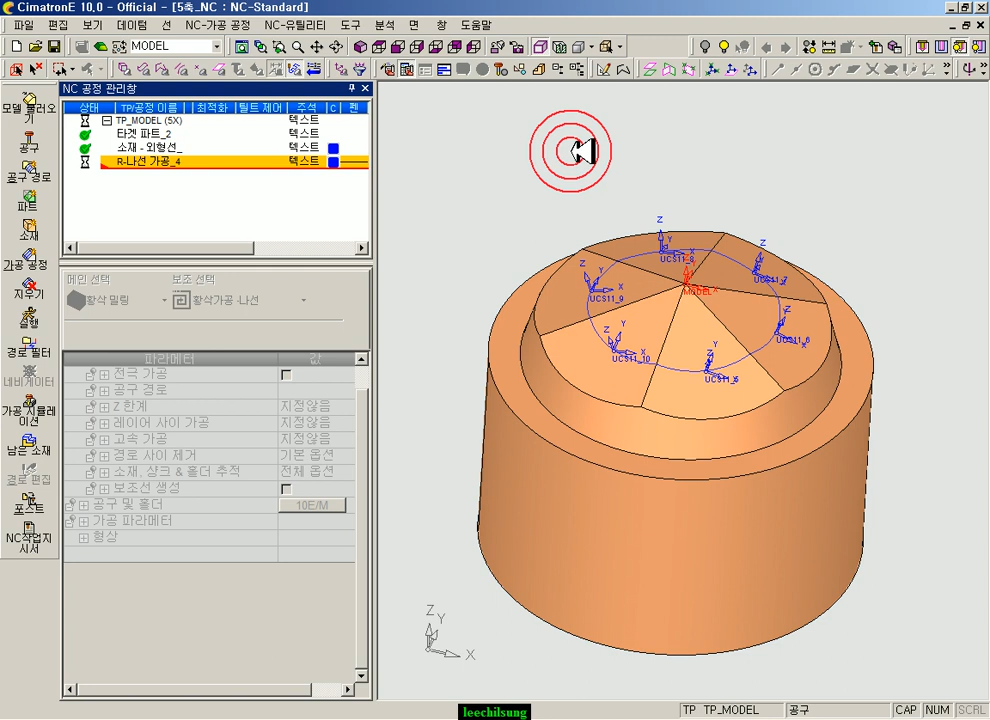 CimatronE 10,0 - Official - [5축_NC : NC-Standard]
파일 편집 보기 데이텀 선 NC-가공 공정 NC-유틸리티 도구 분석 면 창 도움말
MODEL
NC 공정 관리창
상태 TP/공정 이름 최적화 틸트 제어 주석 C 펜
TP_MODEL (5X) 텍스트
타겟 파트_2 텍스트
소재 - 외형선_ 텍스트
R-나선 가공_4 텍스트
모델 불러오기
공구
공구 경로
파트
소재
가공 공정
지우기
실행
경로 필터
네비게이터
가공 시뮬레이션
남은 소재
경로 편집
포스트
NC작업지시서
메인 선택 보조 선택
황삭 밀링 황삭가공 -나선
파라메터 값
전극 가공
공구 경로
Z 한계 지정않음
레이어 사이 가공 지정않음
고속 가공 지정않음
경로 사이 제거 기본 옵션
소재, 생크 & 홀더 추적 전체 옵션
보조선 생성
공구 및 홀더 10E/M
가공 파라메터
형상
Z
Y
X
UCS11_8
Z
Y
UCS11_7
Z
Y
X
UCS11_9
MODEL X
Z
X
UCS11_6
Z
Y
X
UCS11_10
Z
Y
X
UCS11_5
Z
Y
X
leechilsung
TP TP_MODEL 공구 CAP NUM SCRL